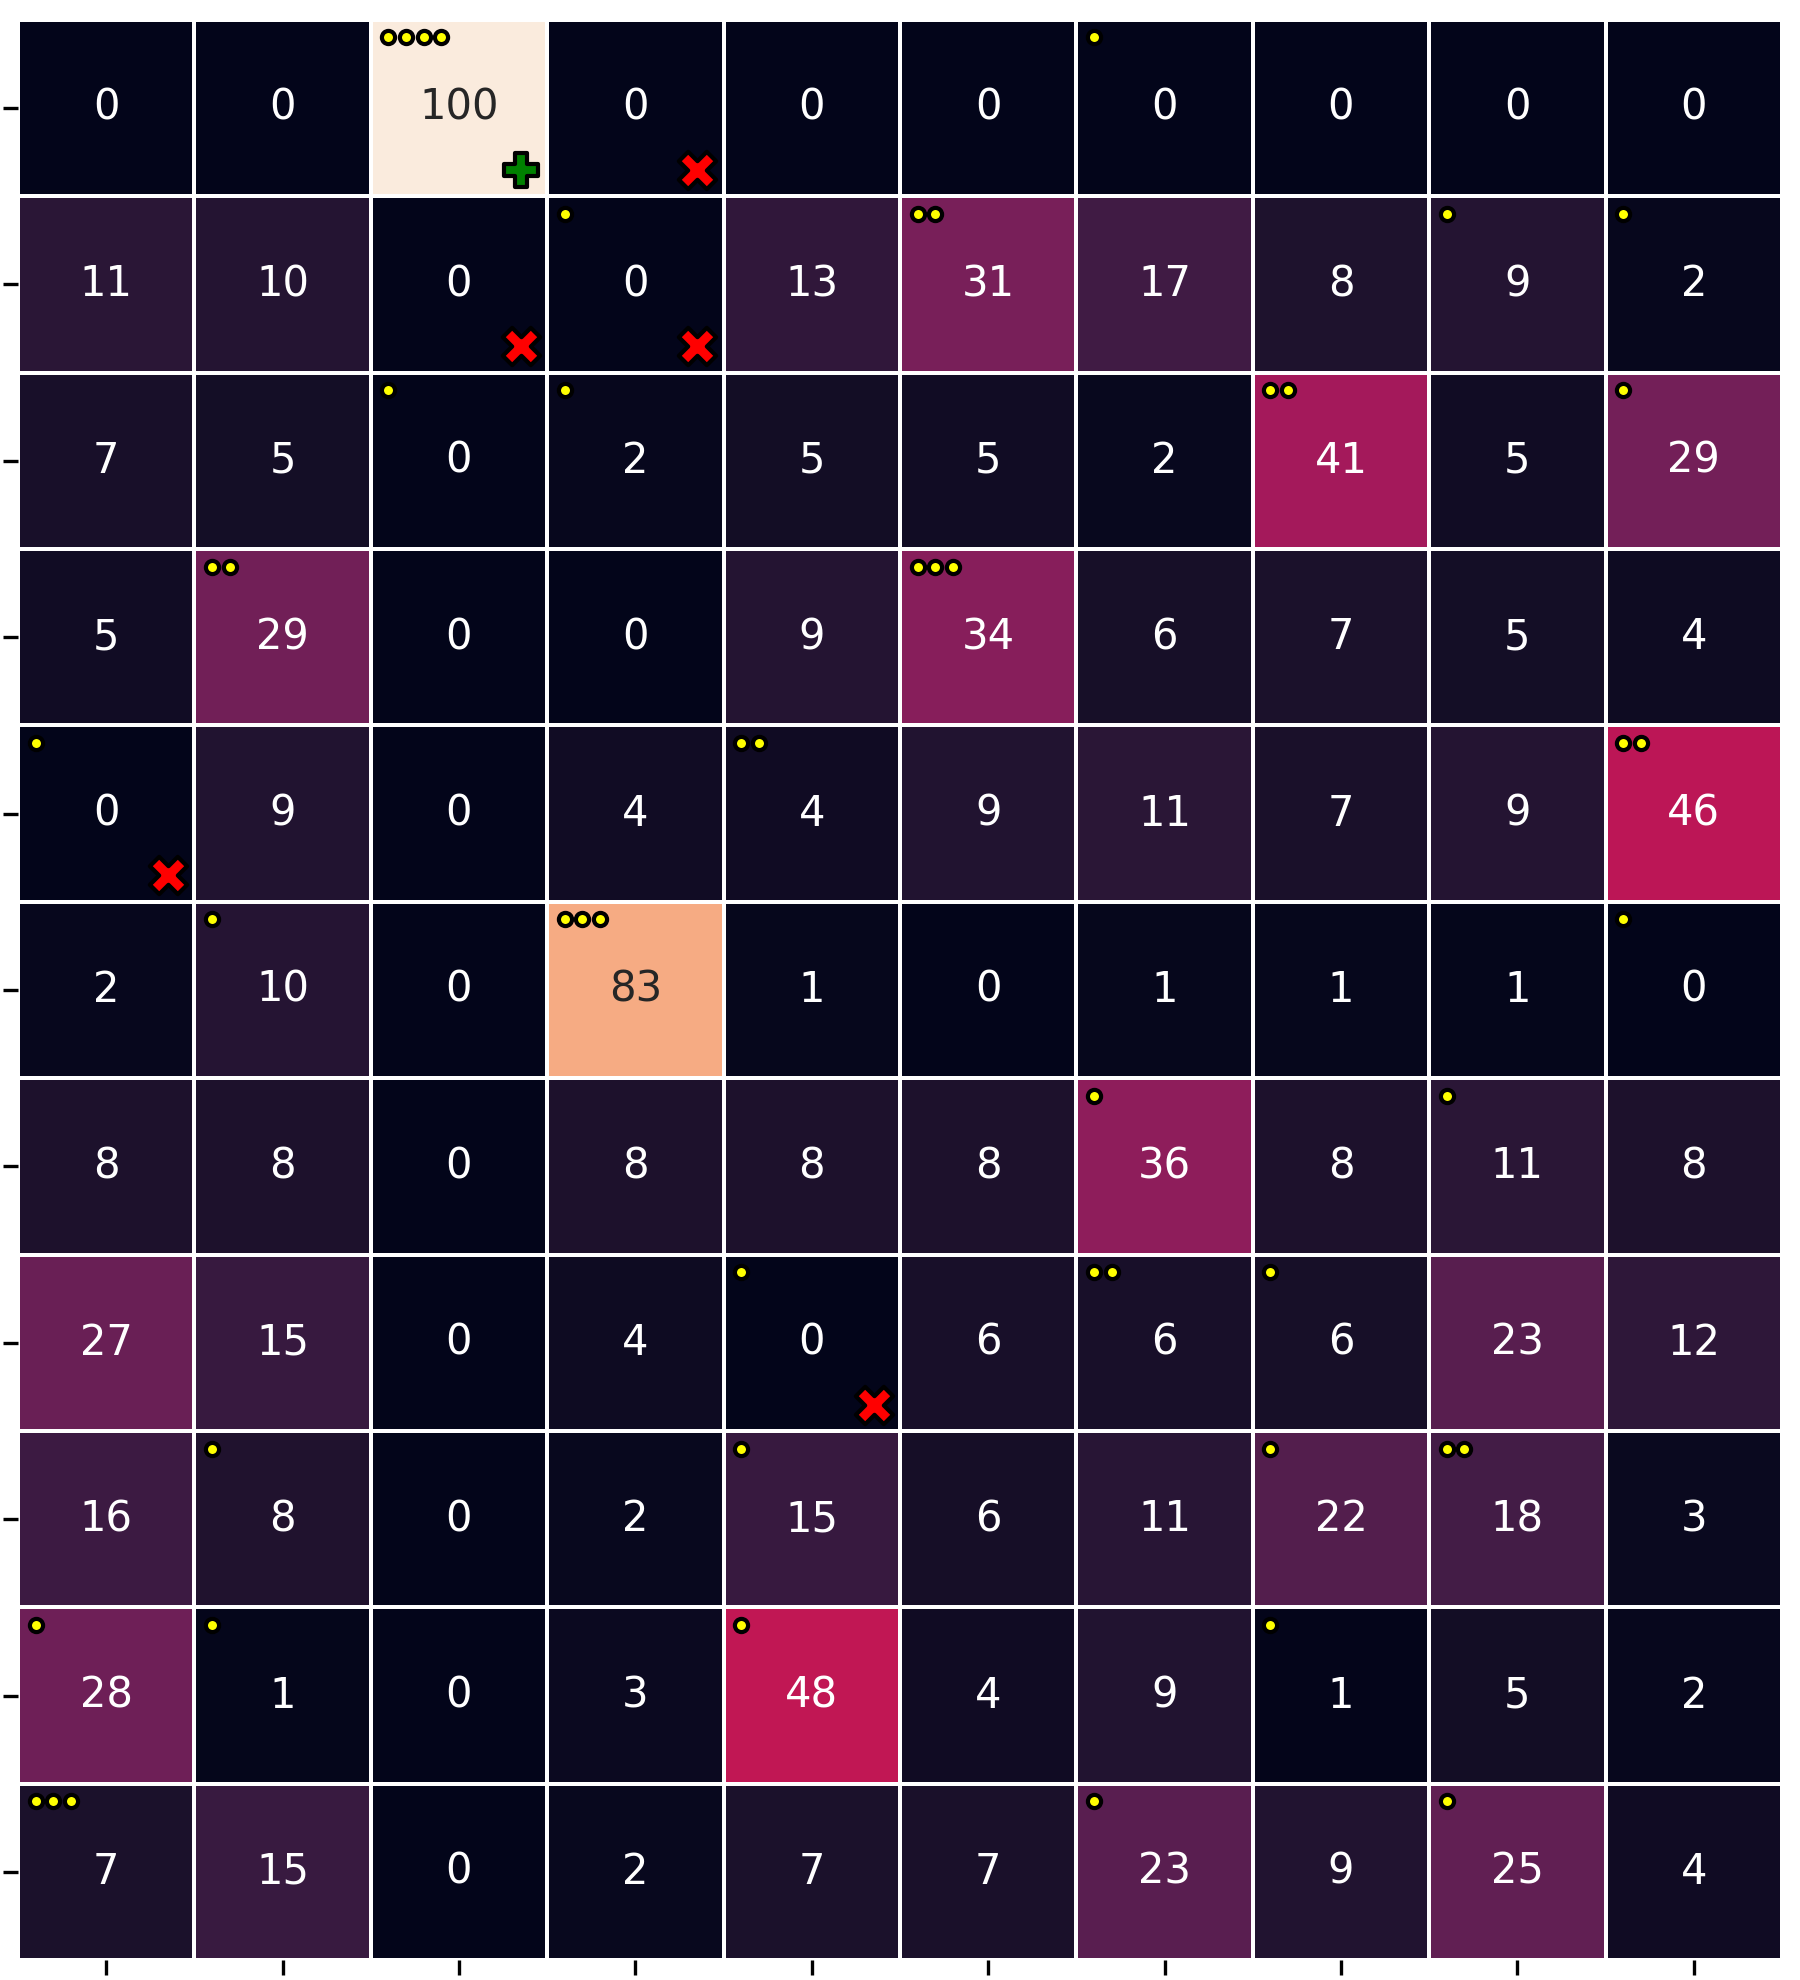 0 0 100 0 0 0 0 0 0 0
11 10 0 0 13 31 17 8 9 2
7 5 0 2 5 5 2 41 5 29
5 29 0 0 9 34 6 7 5 4
0 9 0 4 4 9 11 7 9 46
2 10 0 83 1 0 1 1 1 0
8 8 0 8 8 8 36 8 11 8
27 15 0 4 0 6 6 6 23 12
16 8 0 2 15 6 11 22 18 3
28 1 0 3 48 4 9 1 5 2
7 15 0 2 7 7 23 9 25 4